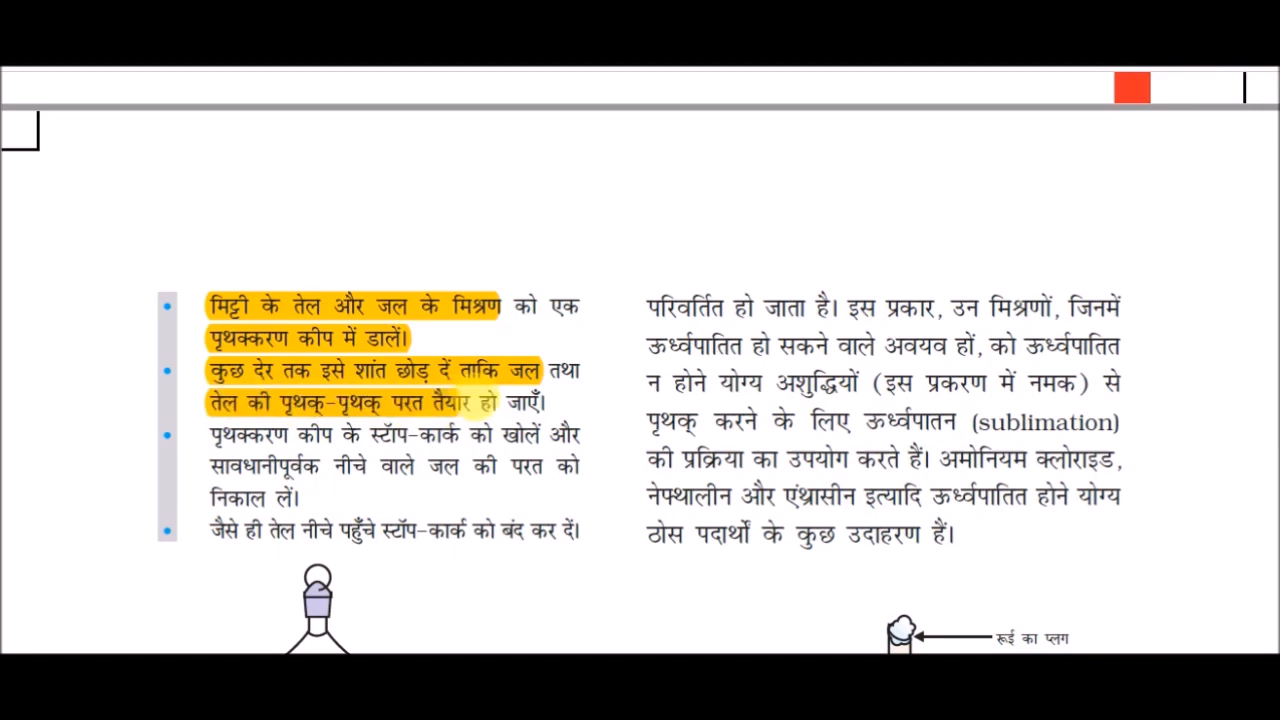 • मिट्टी के तेल और जल के मिश्रण को एक
पृथक्करण कीप में डालें।
• कुछ देर तक इसे शांत छोड़ दें ताकि जल तथा
तेल की पृथक्-पृथक् परत तैयार हो जाएँ।
• पृथक्करण कीप के स्टॉप-कार्क को खोलें और
सावधानीपूर्वक नीचे वाले जल की परत को
निकाल लें।
• जैसे ही तेल नीचे पहुँचे स्टॉप-कार्क को बंद कर दें।
परिवर्तित हो जाता है। इस प्रकार, उन मिश्रणों, जिनमें
ऊर्ध्वपातित हो सकने वाले अवयव हों, को ऊर्ध्वपातित
न होने योग्य अशुद्धियों (इस प्रकरण में नमक) से
पृथक् करने के लिए ऊर्ध्वपातन (sublimation)
की प्रक्रिया का उपयोग करते हैं। अमोनियम क्लोराइड,
नेफ्थालीन और एंथ्रासीन इत्यादि ऊर्ध्वपातित होने योग्य
ठोस पदार्थों के कुछ उदाहरण हैं।
रूई का प्लग